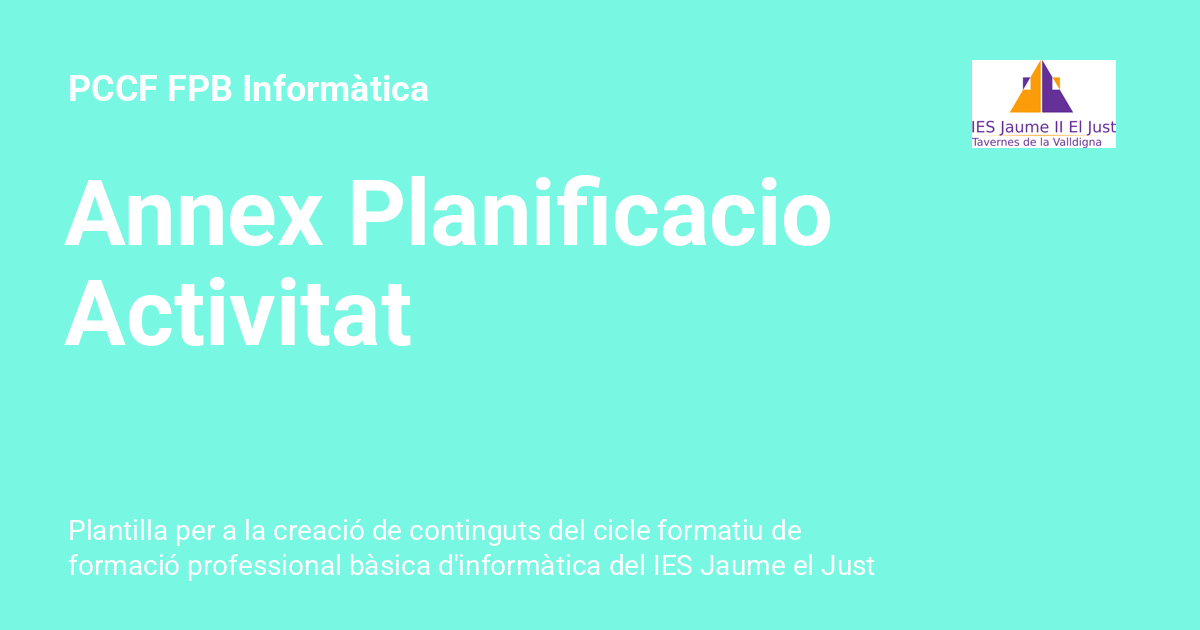 PCCF FPB Informàtica
IES Jaume II El Just
Tavernes de la Valldigna
Annex Planificacio
Activitat
Plantilla per a la creació de continguts del cicle formatiu de
formació professional bàsica d'informàtica del IES Jaume el Just